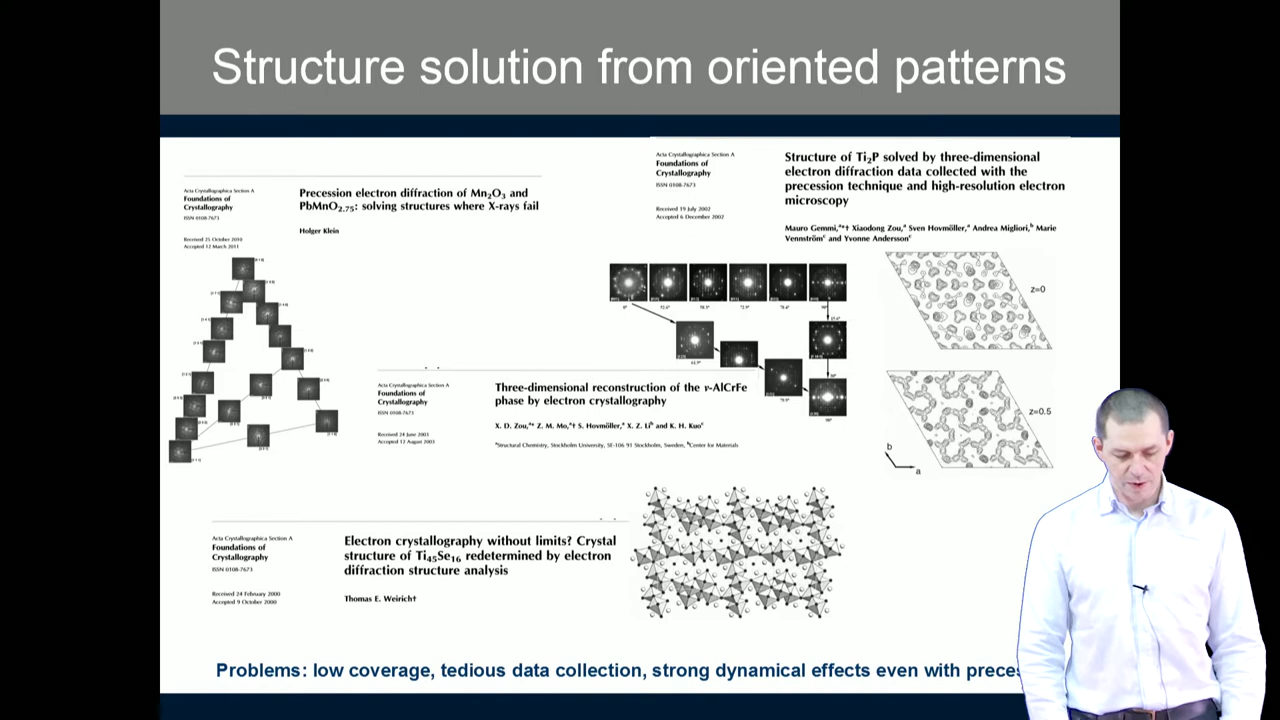 Structure solution from oriented patterns
Acta Crystallographica Section A
Foundations of
Crystallography
ISSN 0108-7673
Received 25 October 2010
Accepted 12 March 2011
Precession electron diffraction of Mn₂O₃ and
PbMnO₂.₇₅: solving structures where X-rays fail
Holger Klein
Acta Crystallographica Section A
Foundations of
Crystallography
ISSN 0108-7673
Received 19 July 2002
Accepted 6 December 2002
Structure of Ti₂P solved by three-dimensional
electron diffraction data collected with the
precession technique and high-resolution electron
microscopy
Mauro Gemmi,ᵃ*† Xiaodong Zou,ᵃ Sven Hovmöller,ᵃ Andrea Migliori,ᵇ Marie
Vennströmᶜ and Yvonne Anderssonᶜ
z=0
z=0.5
b
a
Acta Crystallographica Section A
Foundations of
Crystallography
ISSN 0108-7673
Received 24 June 2003
Accepted 12 August 2003
Three-dimensional reconstruction of the ν-AlCrFe
phase by electron crystallography
X. D. Zou,ᵃ* Z. M. Mo,ᵃ† S. Hovmöller,ᵃ X. Z. Liᵇ and K. H. Kuoᶜ
ᵃStructural Chemistry, Stockholm University, SE-106 91 Stockholm, Sweden, ᵇCenter for Materials
Acta Crystallographica Section A
Foundations of
Crystallography
ISSN 0108-7673
Received 24 February 2000
Accepted 9 October 2000
Electron crystallography without limits? Crystal
structure of Ti₄₅Se₁₆ redetermined by electron
diffraction structure analysis
Thomas E. Weirich†
Problems: low coverage, tedious data collection, strong dynamical effects even with preces